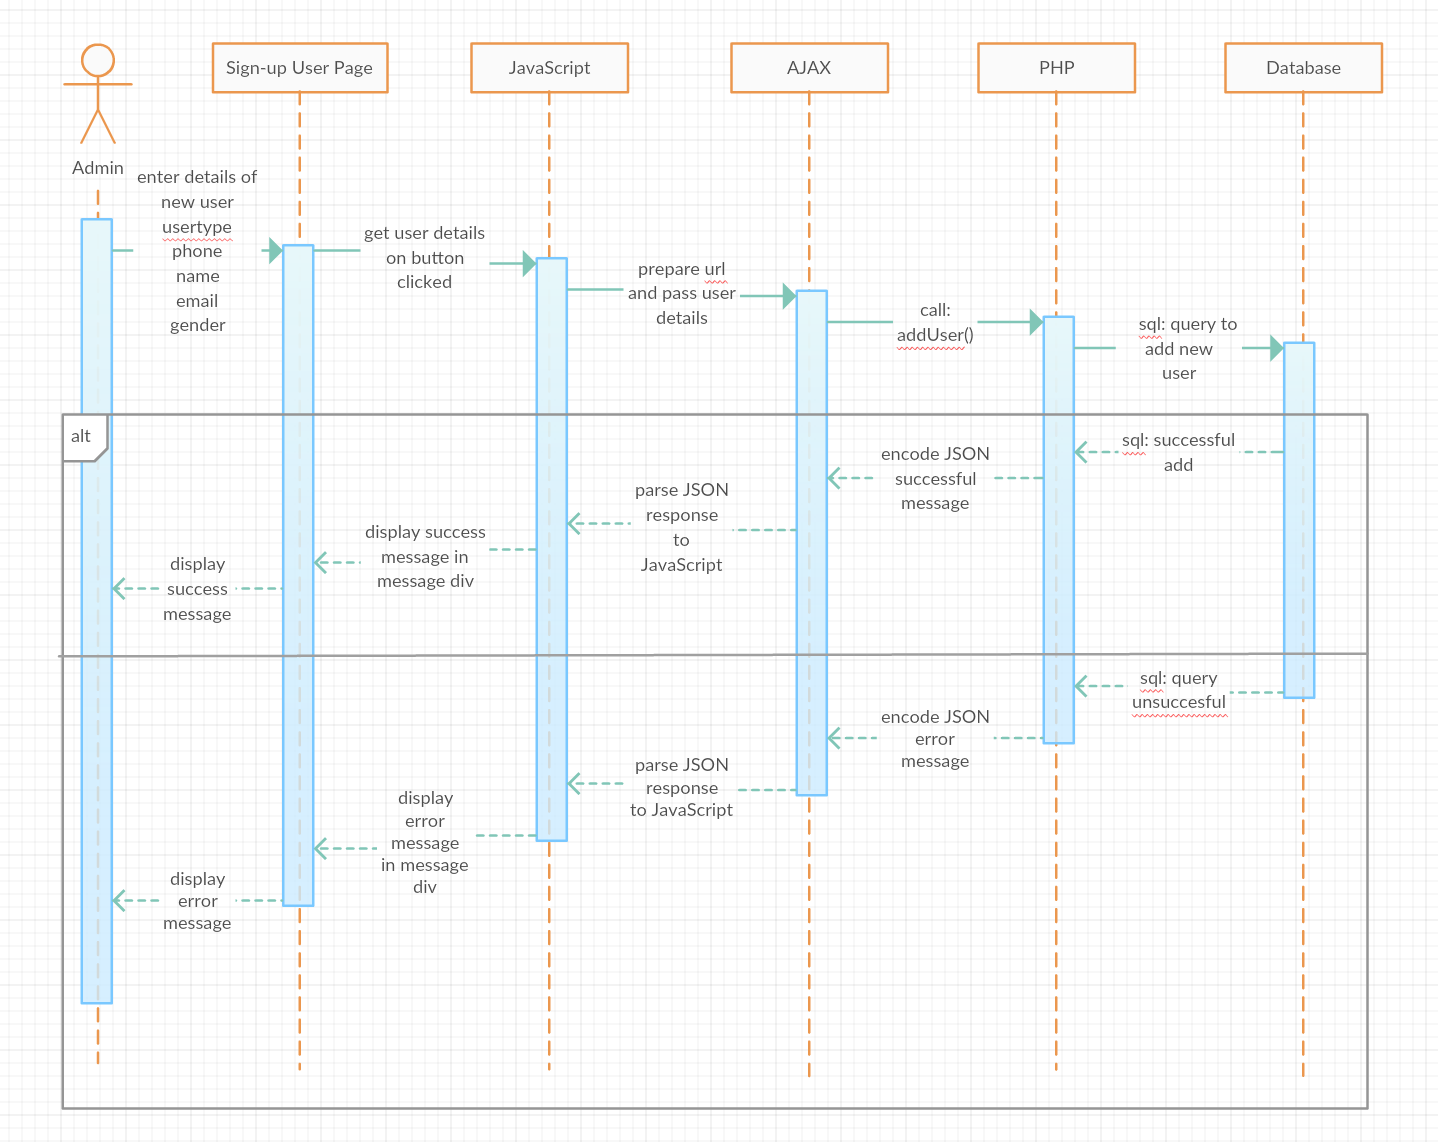 Sign-up User Page
JavaScript
AJAX
PHP
Database
Admin
enter details of
new user
usertype
phone
name
email
gender
get user details
on button
clicked
prepare url
and pass user
details
call:
addUser()
sql: query to
add new
user
alt
sql: successful
add
encode JSON
successful
message
parse JSON
response
to
JavaScript
display success
message in
message div
display
success
message
sql: query
unsuccesful
encode JSON
error
message
parse JSON
response
to JavaScript
display
error
message
in message
div
display
error
message